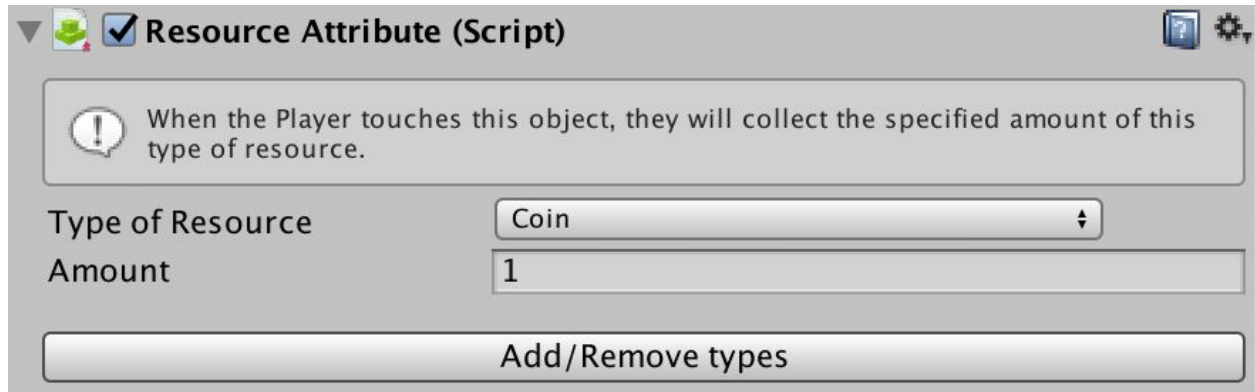 Resource Attribute (Script)
When the Player touches this object, they will collect the specified amount of this
type of resource.
Type of Resource
Coin
Amount
1
Add/Remove types